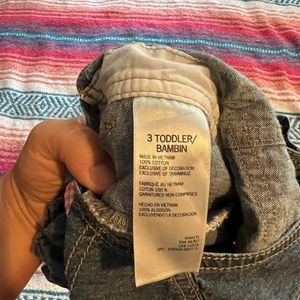 3 TODDLER/
BAMBIN
MADE IN VIETNAM
100% COTTON
EXCLUSIVE OF DECORATION
EXCLUSIVE OF TRIMMINGS
FABRIQUÉ AU VIETNAM
COTON 100 %
GARNITURES NON COMPRISES
HECHO EN VIETNAM
100% ALGODÓN
EXCLUYENDO LA DECORACIÓN